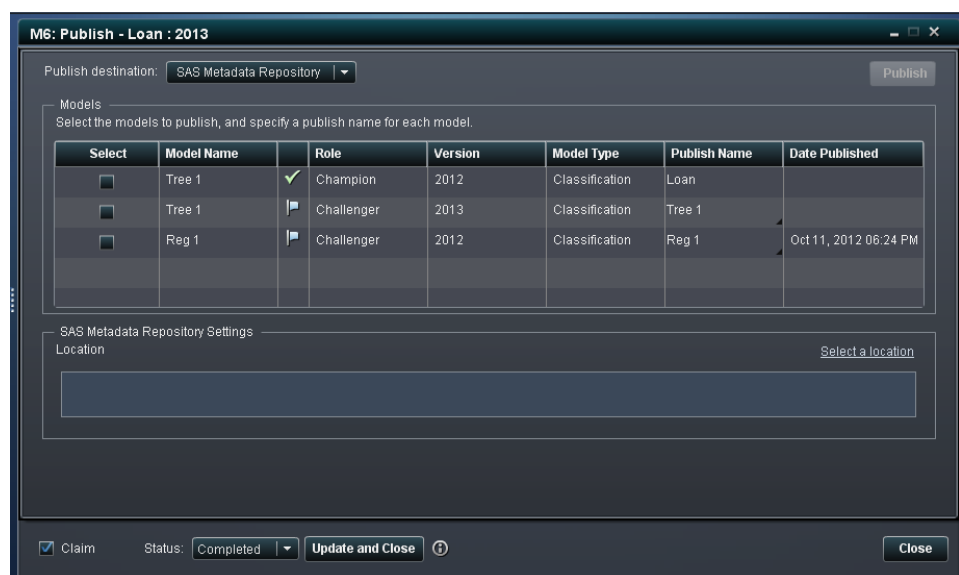 M6: Publish - Loan : 2013
Publish destination: SAS Metadata Repository Publish
Models
Select the models to publish, and specify a publish name for each model.
Select Model Name Role Version Model Type Publish Name Date Published
Tree 1 Champion 2012 Classification Loan
Tree 1 Challenger 2013 Classification Tree 1
Reg 1 Challenger 2012 Classification Reg 1 Oct 11, 2012 06:24 PM
SAS Metadata Repository Settings
Location Select a location
Claim Status: Completed Update and Close Close